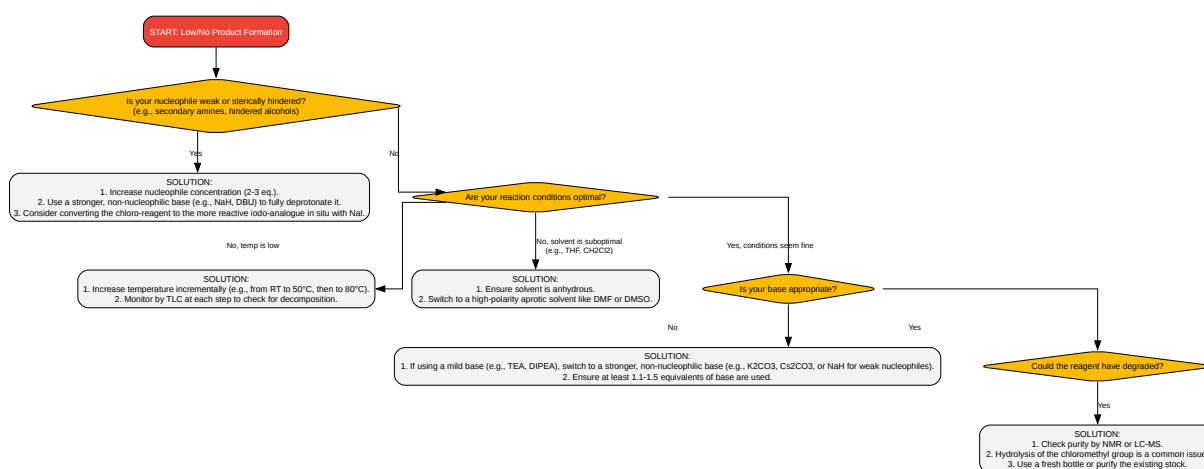 START: Low/No Product Formation
Is your nucleophile weak or sterically hindered?
(e.g., secondary amines, hindered alcohols)
Yes
No
SOLUTION:
1. Increase nucleophile concentration (2-3 eq.).
2. Use a stronger, non-nucleophilic base (e.g., NaH, DBU) to fully deprotonate it.
3. Consider converting the chloro-reagent to the more reactive iodo-analogue in situ with NaI.
Are your reaction conditions optimal?
No, temp is low
No, solvent is suboptimal
(e.g., THF, CH2Cl2)
Yes, conditions seem fine
SOLUTION:
1. Increase temperature incrementally (e.g., from RT to 50°C, then to 80°C).
2. Monitor by TLC at each step to check for decomposition.
SOLUTION:
1. Ensure solvent is anhydrous.
2. Switch to a high-polarity aprotic solvent like DMF or DMSO.
Is your base appropriate?
No
Yes
SOLUTION:
1. If using a mild base (e.g., TEA, DIPEA), switch to a stronger, non-nucleophilic base (e.g., K2CO3, Cs2CO3, or NaH for weak nucleophiles).
2. Ensure at least 1.1-1.5 equivalents of base are used.
Could the reagent have degraded?
Yes
SOLUTION:
1. Check purity by NMR or LC-MS.
2. Hydrolysis of the chloromethyl group is a common
3. Use a fresh bottle or purify the existing stock.